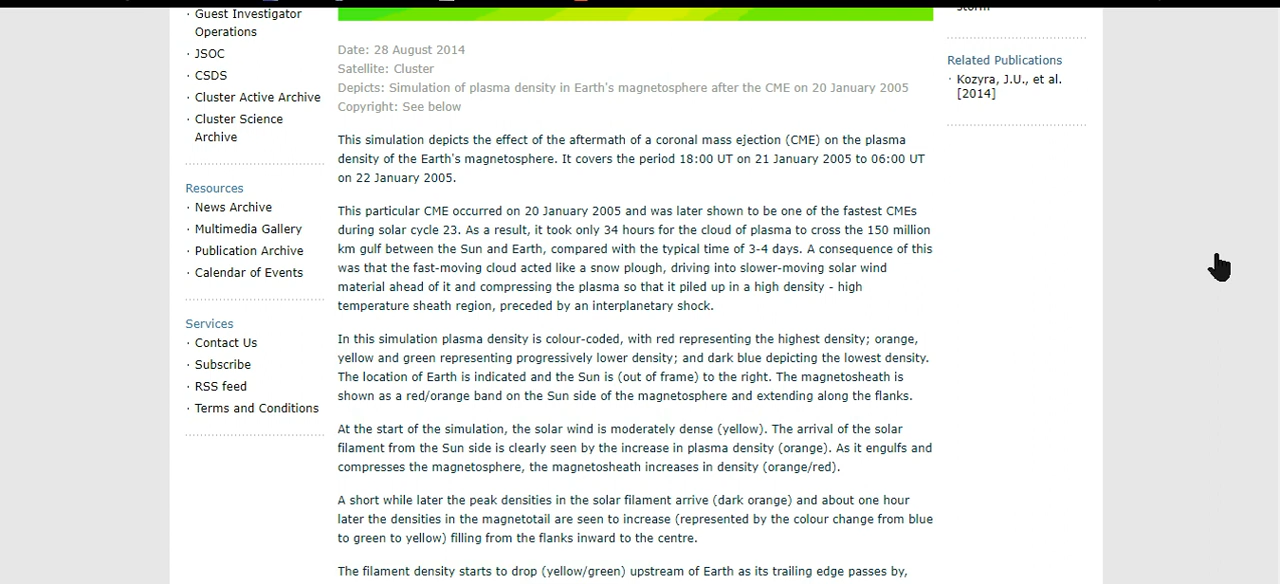 · Guest Investigator
Operations
· JSOC
· CSDS
· Cluster Active Archive
· Cluster Science
Archive
Resources
· News Archive
· Multimedia Gallery
· Publication Archive
· Calendar of Events
Services
· Contact Us
· Subscribe
· RSS feed
· Terms and Conditions
Date: 28 August 2014
Satellite: Cluster
Depicts: Simulation of plasma density in Earth's magnetosphere after the CME on 20 January 2005
Copyright: See below
This simulation depicts the effect of the aftermath of a coronal mass ejection (CME) on the plasma
density of the Earth's magnetosphere. It covers the period 18:00 UT on 21 January 2005 to 06:00 UT
on 22 January 2005.
This particular CME occurred on 20 January 2005 and was later shown to be one of the fastest CMEs
during solar cycle 23. As a result, it took only 34 hours for the cloud of plasma to cross the 150 million
km gulf between the Sun and Earth, compared with the typical time of 3-4 days. A consequence of this
was that the fast-moving cloud acted like a snow plough, driving into slower-moving solar wind
material ahead of it and compressing the plasma so that it piled up in a high density - high
temperature sheath region, preceded by an interplanetary shock.
In this simulation plasma density is colour-coded, with red representing the highest density; orange,
yellow and green representing progressively lower density; and dark blue depicting the lowest density.
The location of Earth is indicated and the Sun is (out of frame) to the right. The magnetosheath is
shown as a red/orange band on the Sun side of the magnetosphere and extending along the flanks.
At the start of the simulation, the solar wind is moderately dense (yellow). The arrival of the solar
filament from the Sun side is clearly seen by the increase in plasma density (orange). As it engulfs and
compresses the magnetosphere, the magnetosheath increases in density (orange/red).
A short while later the peak densities in the solar filament arrive (dark orange) and about one hour
later the densities in the magnetotail are seen to increase (represented by the colour change from blue
to green to yellow) filling from the flanks inward to the centre.
The filament density starts to drop (yellow/green) upstream of Earth as its trailing edge passes by,
storm
Related Publications
· Kozyra, J.U., et al.
[2014]